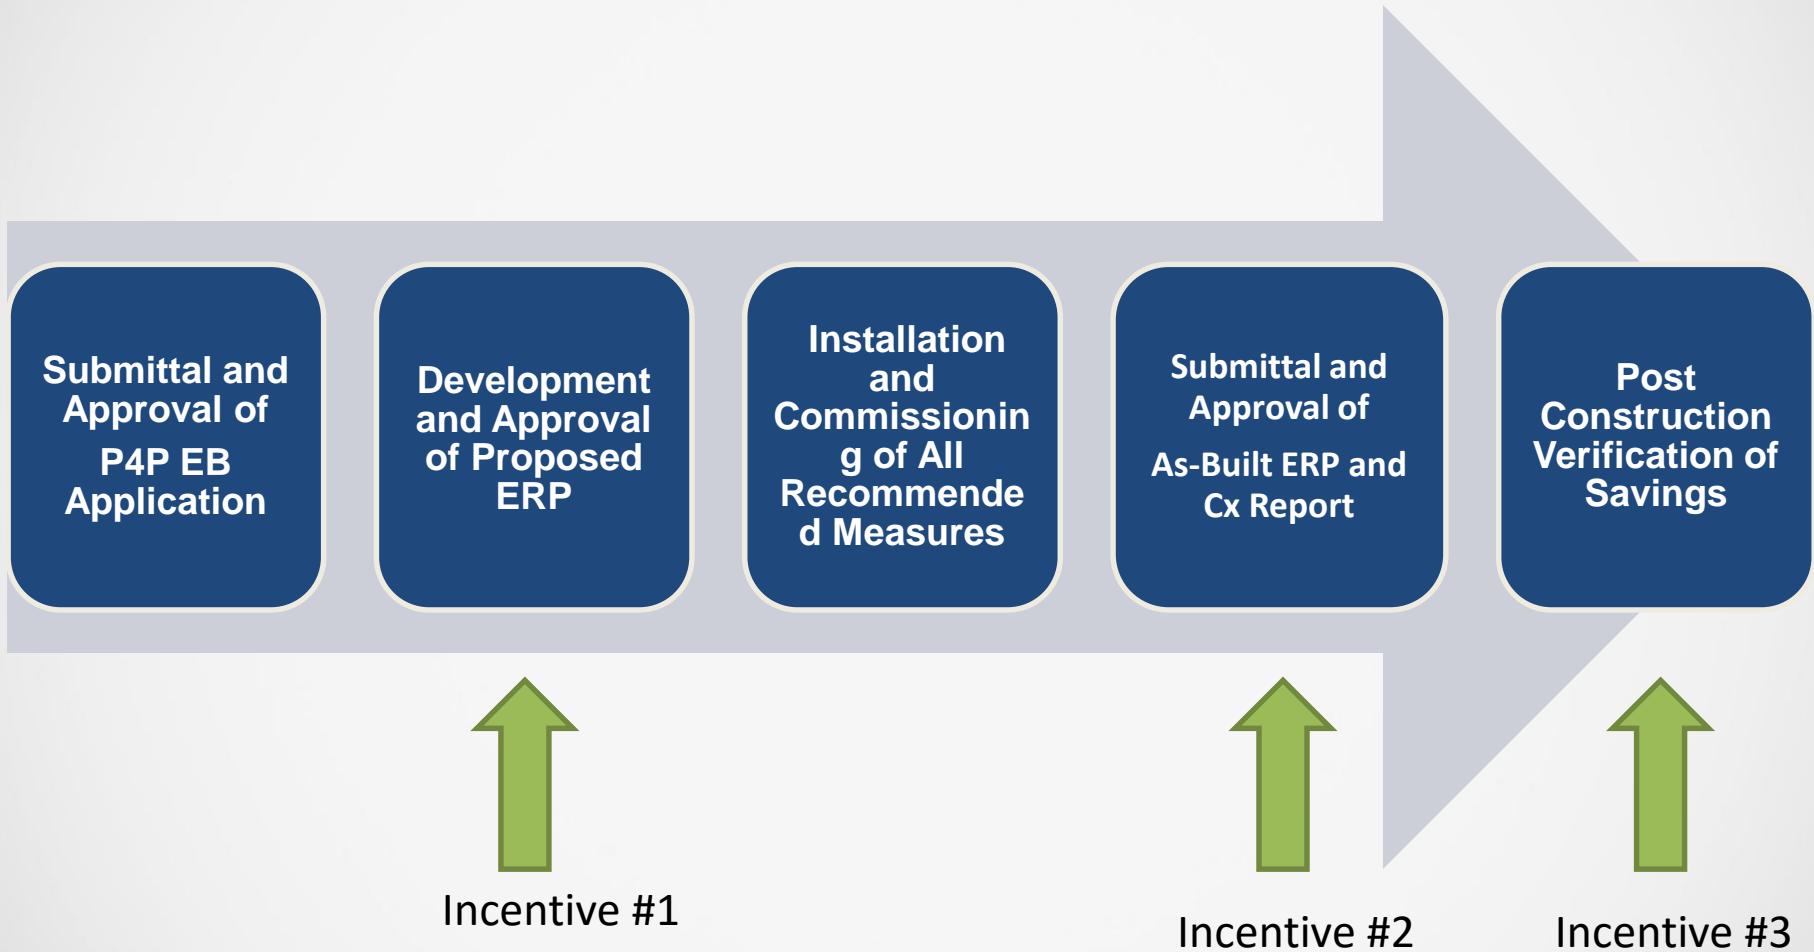 Submittal and
Approval of
P4P EB
Application
Development
and Approval
of Proposed
ERP
Installation
and
Commissionin
g of All
Recommende
d Measures
Submittal and
Approval of
As-Built ERP and
Cx Report
Post
Construction
Verification of
Savings
Incentive #1
Incentive #2
Incentive #3